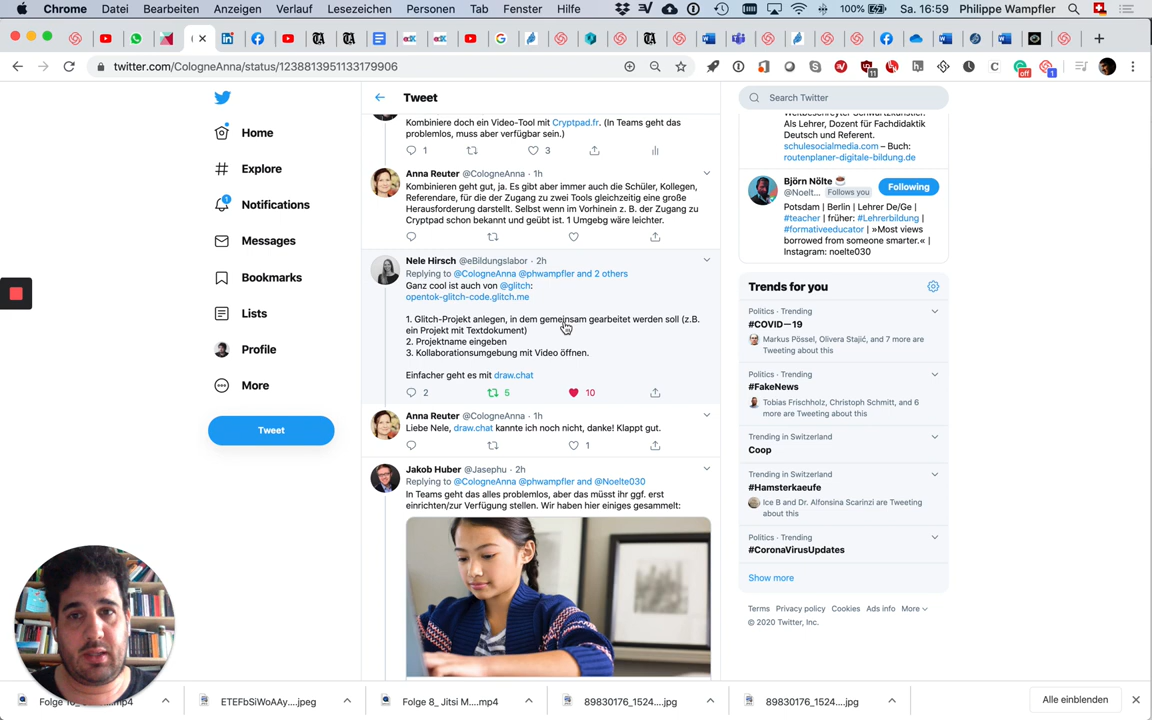 Chrome Datei Bearbeiten Anzeigen Verlauf Lesezeichen Personen Tab Fenster Hilfe 100% Sa. 16:59 Philippe Wampfler
twitter.com/CologneAnna/status/1238813951133179906
Home
Explore
Notifications
Messages
Bookmarks
Lists
Profile
More
Tweet
Tweet
Kombiniere doch ein Video-Tool mit Cryptpad.fr. (In Teams geht das
problemlos, muss aber verfügbar sein.)
1 3
Anna Reuter @CologneAnna · 1h
Kombinieren geht gut, ja. Es gibt aber immer auch die Schüler, Kollegen,
Referendare, für die der Zugang zu zwei Tools gleichzeitig eine große
Herausforderung darstellt. Selbst wenn im Vorhinein z. B. der Zugang zu
Cryptpad schon bekannt und geübt ist. 1 Umgebg wäre leichter.
Nele Hirsch @eBildungslabor · 2h
Replying to @CologneAnna @phwampfler and 2 others
Ganz cool ist auch von @glitch:
opentok-glitch-code.glitch.me
1. Glitch-Projekt anlegen, in dem gemeinsam gearbeitet werden soll (z.B.
ein Projekt mit Textdokument)
2. Projektname eingeben
3. Kollaborationsumgebung mit Video öffnen.
Einfacher geht es mit draw.chat
2 5 10
Anna Reuter @CologneAnna · 1h
Liebe Nele, draw.chat kannte ich noch nicht, danke! Klappt gut.
1
Jakob Huber @Jasephu · 2h
Replying to @CologneAnna @phwampfler and @Noelte030
In Teams geht das alles problemlos, aber das müsst ihr ggf. erst
einrichten/zur Verfügung stellen. Wir haben hier einiges gesammelt:
Search Twitter
Als Lehrer, Dozent für Fachdidaktik
Deutsch und Referent.
schulesocialmedia.com – Buch:
routenplaner-digitale-bildung.de
Björn Nölte
@Noelt... Follows you
Following
Potsdam | Berlin | Lehrer De/Ge |
#teacher | früher: #Lehrerbildung |
#formativeeducator | »Most views
borrowed from someone smarter.« |
Instagram: noelte030
Trends for you
Politics · Trending
#COVID—19
Markus Pössel, Olivera Stajić, and 7 more are
Tweeting about this
Politics · Trending
#FakeNews
Tobias Frischholz, Christoph Schmitt, and 6
more are Tweeting about this
Trending in Switzerland
Coop
Trending in Switzerland
#Hamsterkaeufe
Ice B and Dr. Alfonsina Scarinzi are Tweeting
about this
Politics · Trending
#CoronaVirusUpdates
Show more
Terms Privacy policy Cookies Ads info More
© 2020 Twitter, Inc.
ETEFbSiWoAAy....jpeg
Folge 8_ Jitsi M....mp4
89830176_1524....jpg
89830176_1524....jpg
Alle einblenden